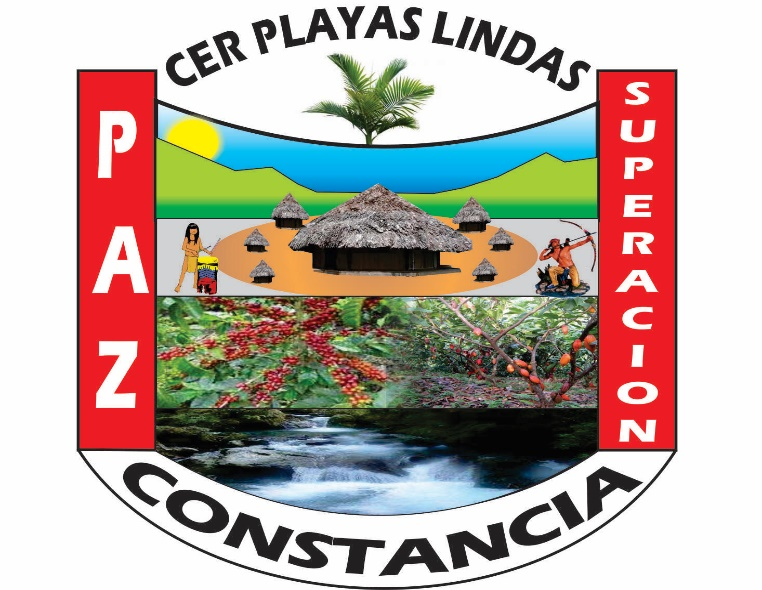 CER PLAYAS LINDAS
PAZ
SUPERACION
CONSTANCIA